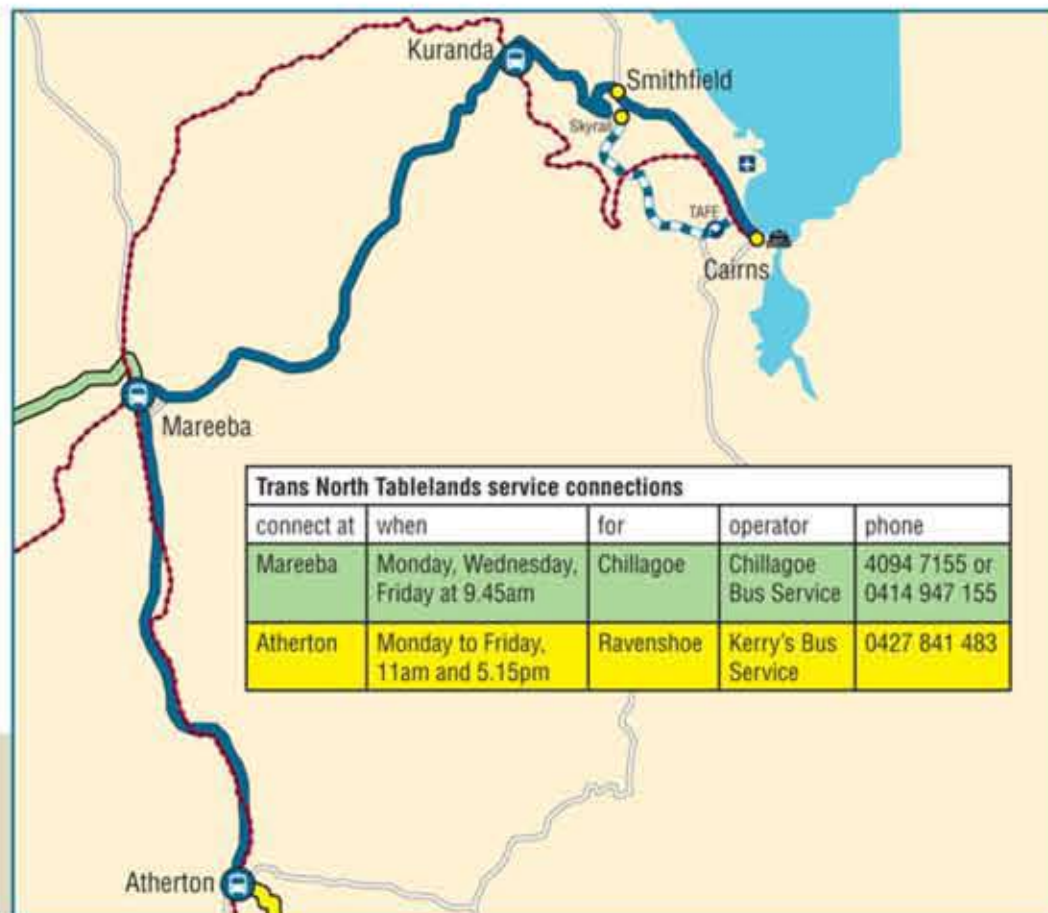 Kuranda
Smithfield
Skyrail
TAFE
Cairns
Mareeba
Trans North Tablelands service connections
connect at when for operator phone
Mareeba Monday, Wednesday, Friday at 9.45am Chillagoe Chillagoe Bus Service 4094 7155 or 0414 947 155
Atherton Monday to Friday, 11am and 5.15pm Ravenshoe Kerry's Bus Service 0427 841 483
Atherton